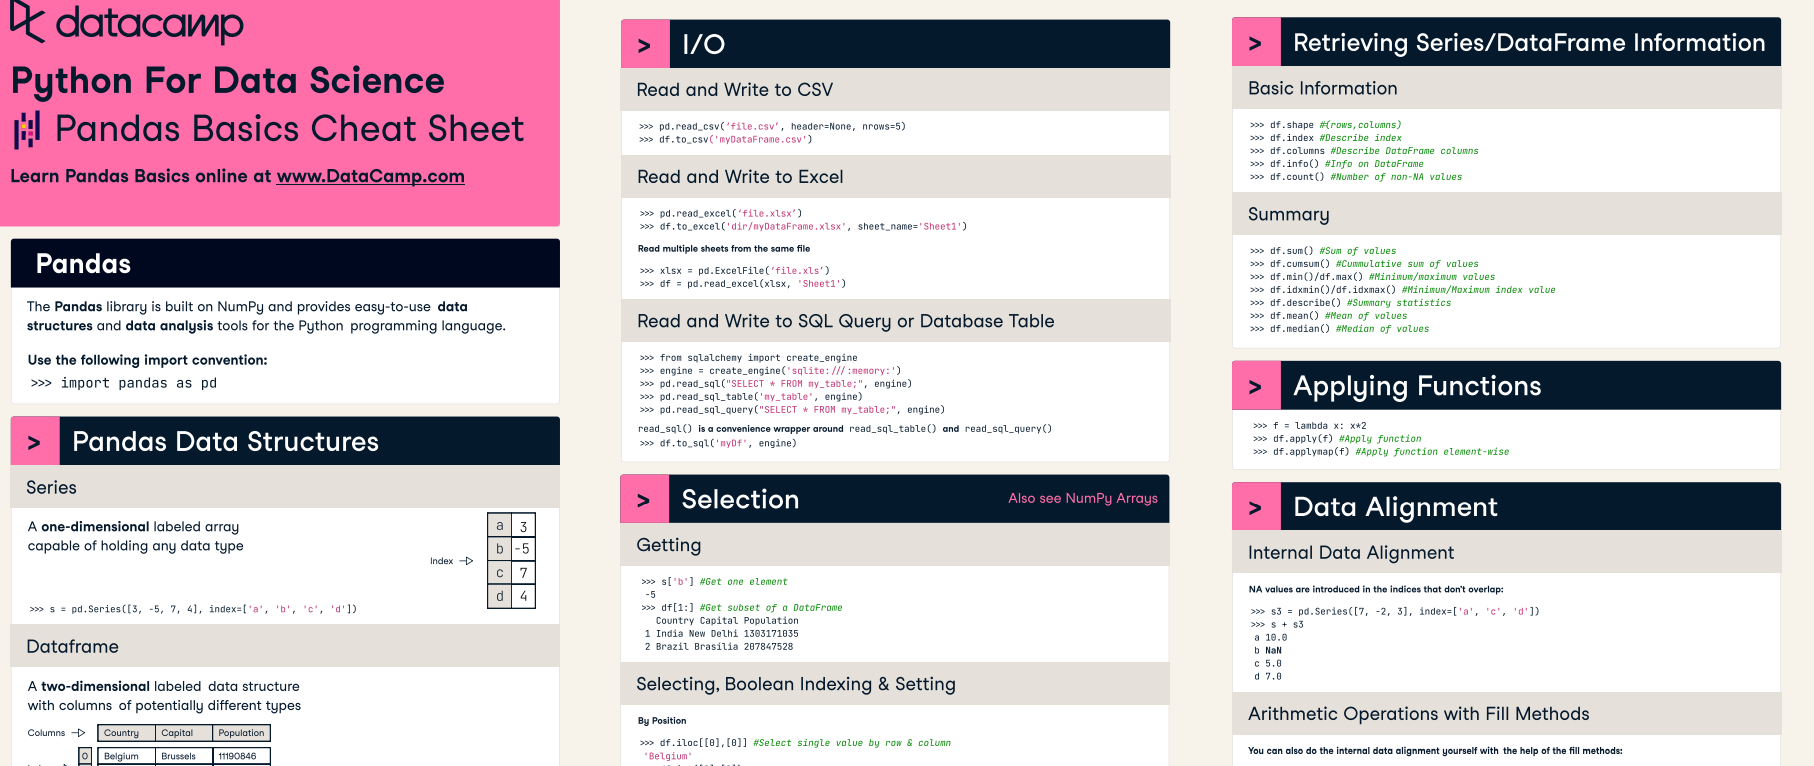 datacamp
Python For Data Science
Pandas Basics Cheat Sheet
Learn Pandas Basics online at www.DataCamp.com
Pandas
The Pandas library is built on NumPy and provides easy-to-use data
structures and data analysis tools for the Python programming language.
Use the following import convention:
>>> import pandas as pd
> Pandas Data Structures
Series
A one-dimensional labeled array
capable of holding any data type
Index
a 3
b -5
c 7
d 4
>>> s = pd.Series([3, -5, 7, 4], index=['a', 'b', 'c', 'd'])
Dataframe
A two-dimensional labeled data structure
with columns of potentially different types
Columns Country Capital Population
0 Belgium Brussels 11190846
> I/O
Read and Write to CSV
>>> pd.read_csv(‘file.csv’, header=None, nrows=5)
>>> df.to_csv('myDataFrame.csv')
Read and Write to Excel
>>> pd.read_excel(‘file.xlsx’)
>>> df.to_excel('dir/myDataFrame.xlsx', sheet_name='Sheet1')
Read multiple sheets from the same file
>>> xlsx = pd.ExcelFile(‘file.xls’)
>>> df = pd.read_excel(xlsx, 'Sheet1')
Read and Write to SQL Query or Database Table
>>> from sqlalchemy import create_engine
>>> engine = create_engine('sqlite:///:memory:')
>>> pd.read_sql("SELECT * FROM my_table;", engine)
>>> pd.read_sql_table('my_table', engine)
>>> pd.read_sql_query("SELECT * FROM my_table;", engine)
read_sql() is a convenience wrapper around read_sql_table() and read_sql_query()
>>> df.to_sql('myDf', engine)
> Selection Also see NumPy Arrays
Getting
>>> s['b'] #Get one element
-5
>>> df[1:] #Get subset of a DataFrame
Country Capital Population
1 India New Delhi 1303171035
2 Brazil Brasília 207847528
Selecting, Boolean Indexing & Setting
By Position
>>> df.iloc[[0],[0]] #Select single value by row & column
'Belgium'
> Retrieving Series/DataFrame Information
Basic Information
>>> df.shape #(rows,columns)
>>> df.index #Describe index
>>> df.columns #Describe DataFrame columns
>>> df.info() #Info on DataFrame
>>> df.count() #Number of non-NA values
Summary
>>> df.sum() #Sum of values
>>> df.cumsum() #Cummulative sum of values
>>> df.min()/df.max() #Minimum/maximum values
>>> df.idxmin()/df.idxmax() #Minimum/Maximum index value
>>> df.describe() #Summary statistics
>>> df.mean() #Mean of values
>>> df.median() #Median of values
> Applying Functions
>>> f = lambda x: x*2
>>> df.apply(f) #Apply function
>>> df.applymap(f) #Apply function element-wise
> Data Alignment
Internal Data Alignment
NA values are introduced in the indices that don't overlap:
>>> s3 = pd.Series([7, -2, 3], index=['a', 'c', 'd'])
>>> s + s3
a 10.0
b NaN
c 5.0
d 7.0
Arithmetic Operations with Fill Methods
You can also do the internal data alignment yourself with the help of the fill methods: